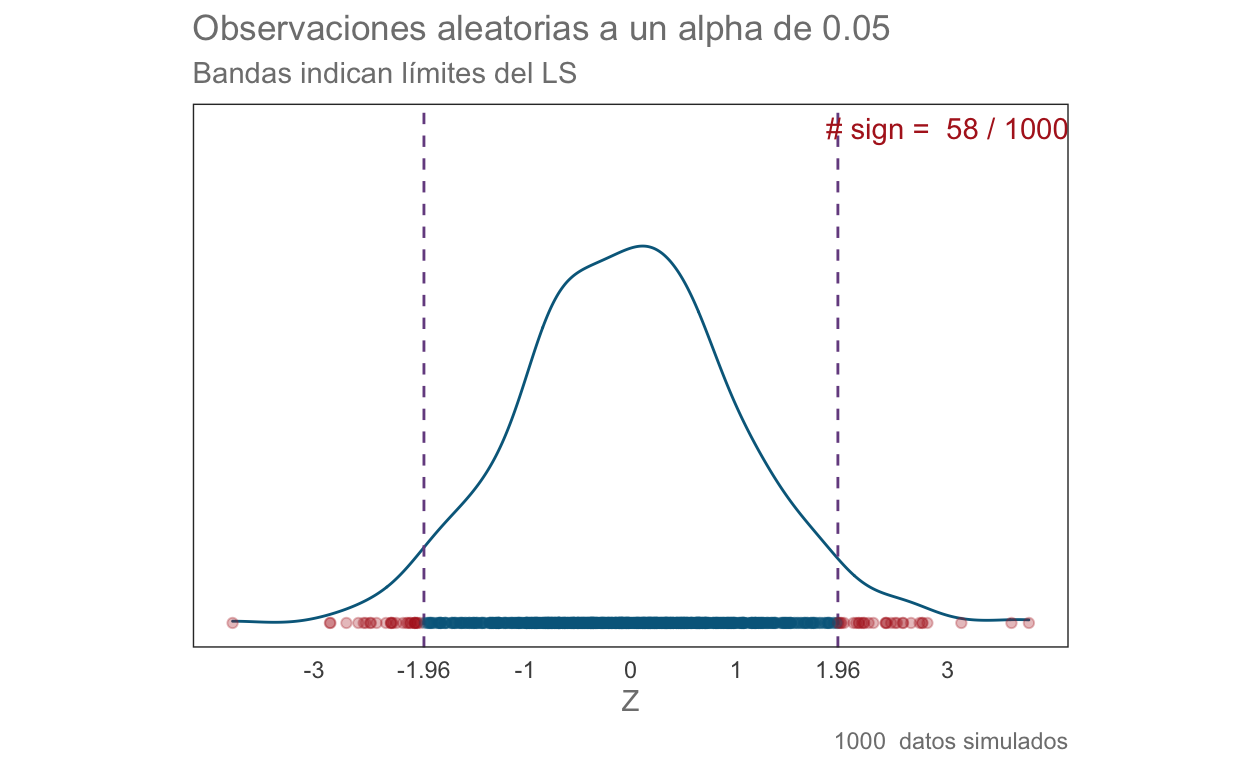 Observaciones aleatorias a un alpha de 0.05
Bandas indican límites del LS
# sign =  58 / 1000
-3 -1.96 -1 0 1 1.96 3
Z
1000  datos simulados